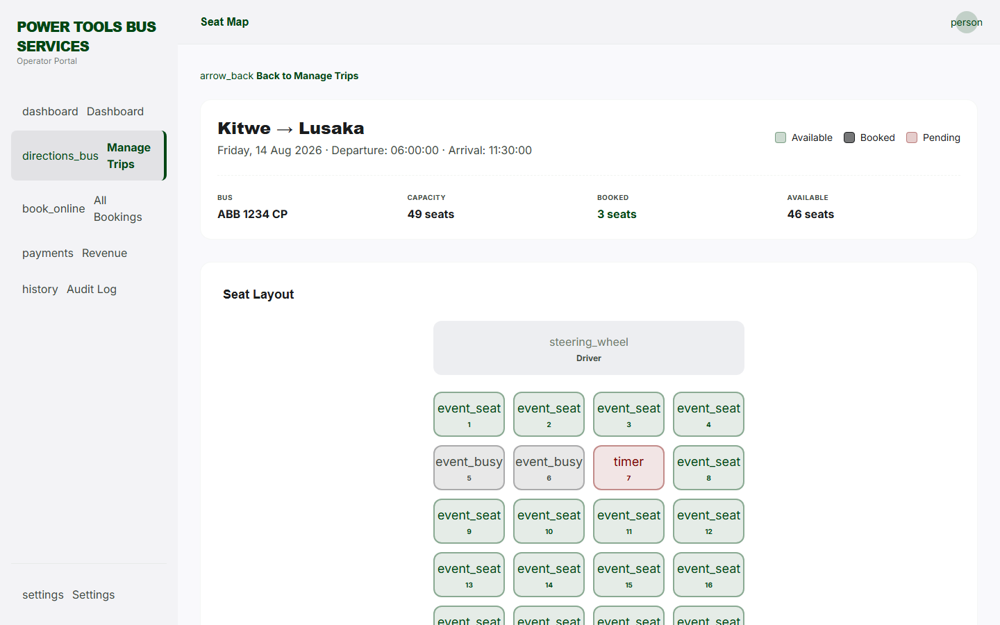 POWER TOOLS BUS
SERVICES
Operator Portal
dashboard Dashboard
directions_bus Manage
Trips
book_online All
Bookings
payments Revenue
history Audit Log
settings Settings
Seat Map
person
arrow_back Back to Manage Trips
Kitwe → Lusaka
Friday, 14 Aug 2026 · Departure: 06:00:00 · Arrival: 11:30:00
Available Booked Pending
BUS CAPACITY BOOKED AVAILABLE
ABB 1234 CP 49 seats 3 seats 46 seats
Seat Layout
steering_wheel
Driver
event_seat event_seat event_seat event_seat
1 2 3 4
event_busy event_busy timer event_seat
5 6 7 8
event_seat event_seat event_seat event_seat
9 10 11 12
event_seat event_seat event_seat event_seat
13 14 15 16
event_seat event_seat event_seat event_seat